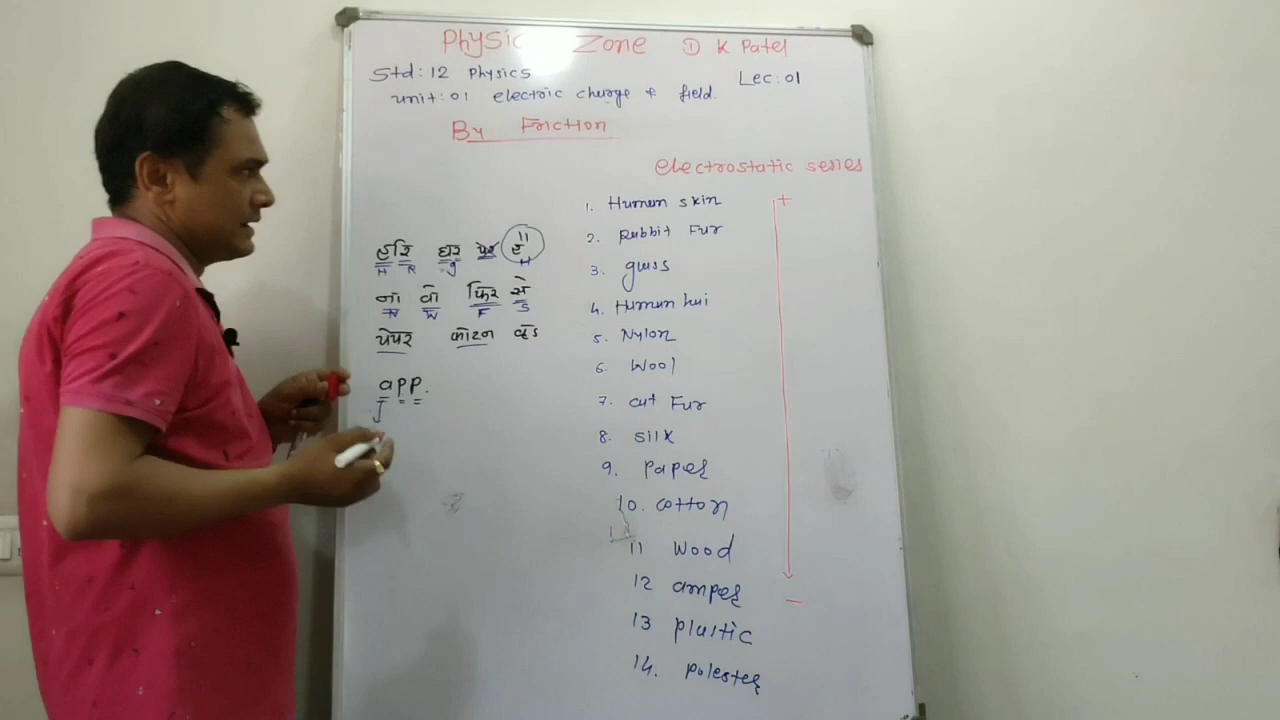 Physic Zone D K Patel
Std: 12 Physics
Lec: 01
unit: 01 electric charge & field.
By Friction
electrostatic series
हरि घर पेर है
H R g H
11
ना वो फिर से
N W F S
पेपर कोटन वुड
app.
1. Human skin
2. Rabbit Fur
3. glass
4. Human hai
5. Nylon
6. Wool
7. cat Fur
8. silk
9. Paper
10. cotton
11 Wood
12 amper
13 plastic
14. polester
+
−